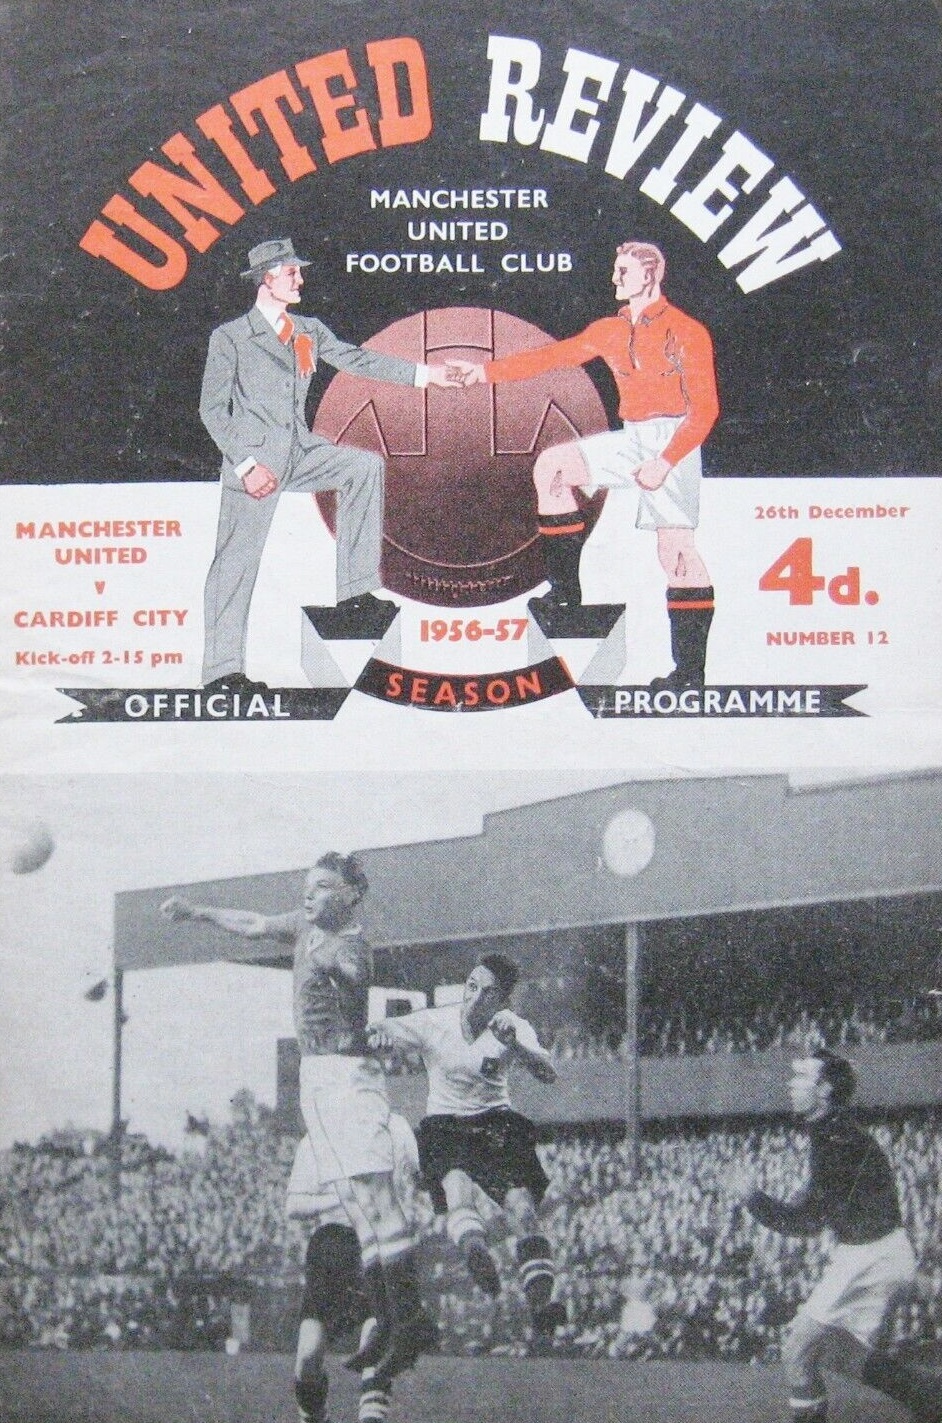 UNITED REVIEW
MANCHESTER
UNITED
FOOTBALL CLUB
MANCHESTER
UNITED
v
CARDIFF CITY
Kick-off 2-15 pm
26th December
4d.
NUMBER 12
1956-57
SEASON
OFFICIAL
PROGRAMME